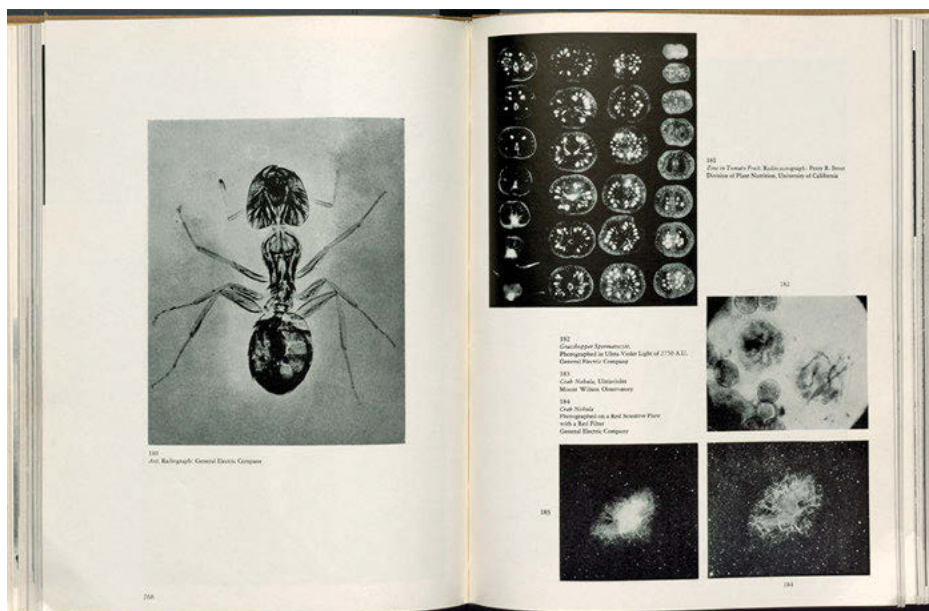 180
Ant. Radiograph: General Electric Company
166
181
Zinc in Tomato Fruit. Radioautograph: Perry R. Stout
Division of Plant Nutrition, University of California
182
182
Grasshopper Spermatocyte.
Photographed in Ultra Violet Light of 2750 A.U.
General Electric Company
183
Crab Nebula, Ultraviolet
Mount Wilson Observatory
184
Crab Nebula
Photographed on a Red Sensitive Plate
with a Red Filter
General Electric Company
183
184